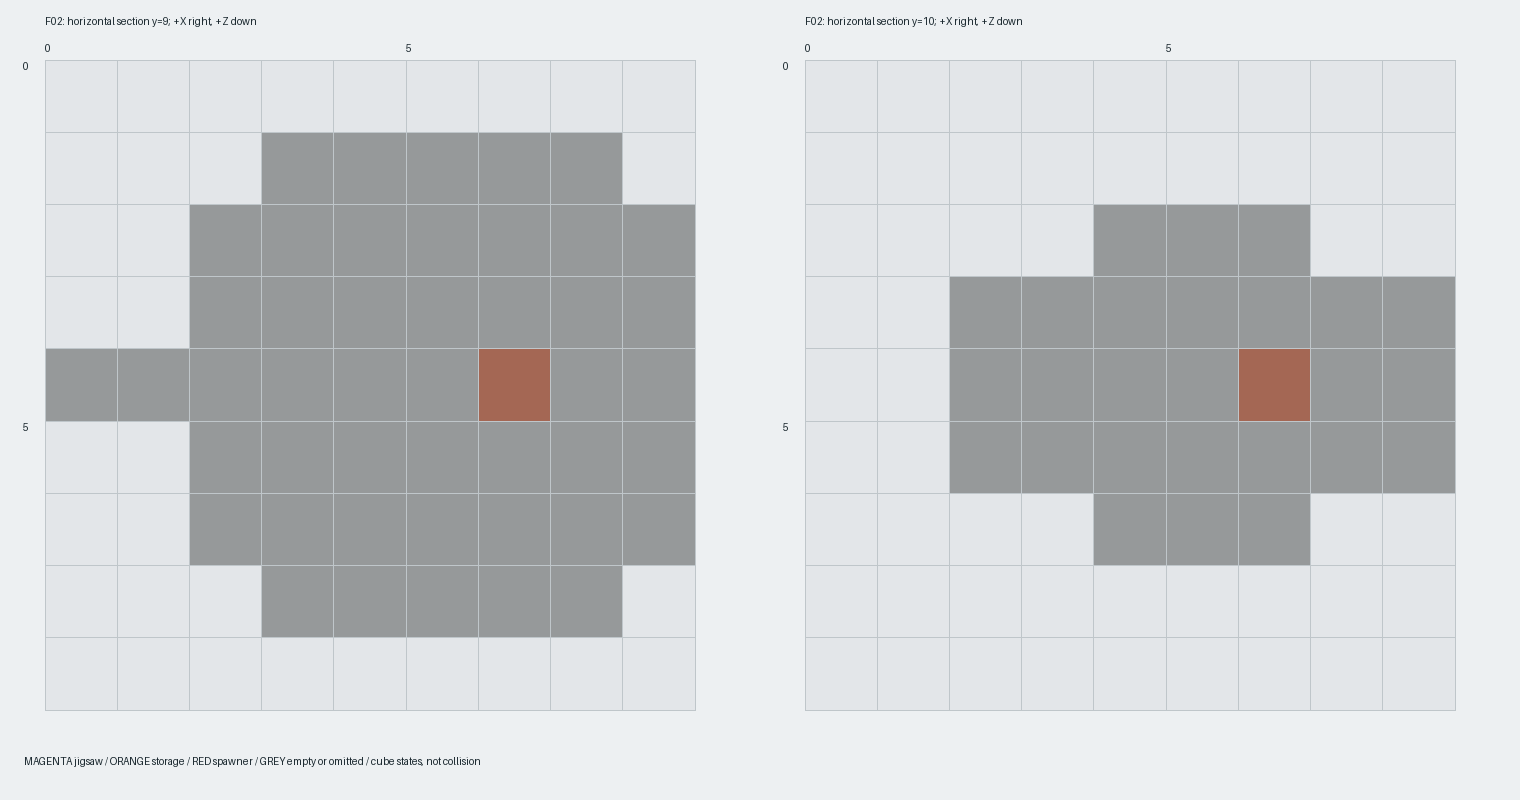 F02: horizontal section y=9; +X right, +Z down
0 5
0
5
F02: horizontal section y=10; +X right, +Z down
0 5
0
5
MAGENTA jigsaw / ORANGE storage / RED spawner / GREY empty or omitted / cube states, not collision